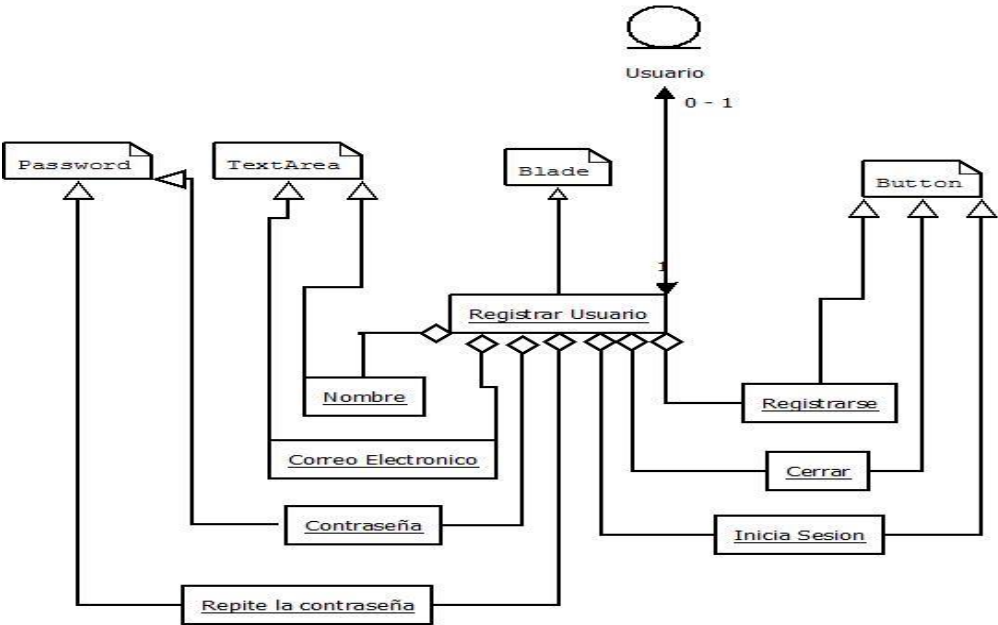 Usuario
0 - 1
Password
TextArea
Blade
Button
1
Registrar Usuario
Nombre
Registrarse
Correo Electronico
Cerrar
Contraseña
Inicia Sesion
Repite la contraseña